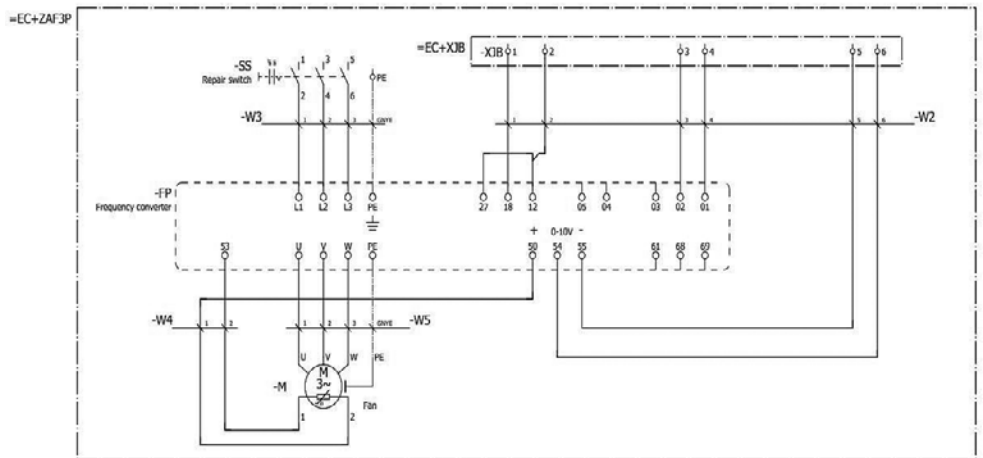 =EC+ZAF3P
=EC+XJB
-XJB 1 2 3 4 5 6
-SS
Repair switch
1 3 5
PE
2 4 6
-W3 1 2 3 GNYE
1 2 3 4 5 6 -W2
-FP
Frequency converter
L1 L2 L3 PE 27 18 12 05 04 03 02 01
+ 0-10V -
53 U V W PE 50 54 55 61 68 69
-W4 1 2
1 2 3 GNYE -W5
U V W PE
-M
M
3~
Fan
1 2